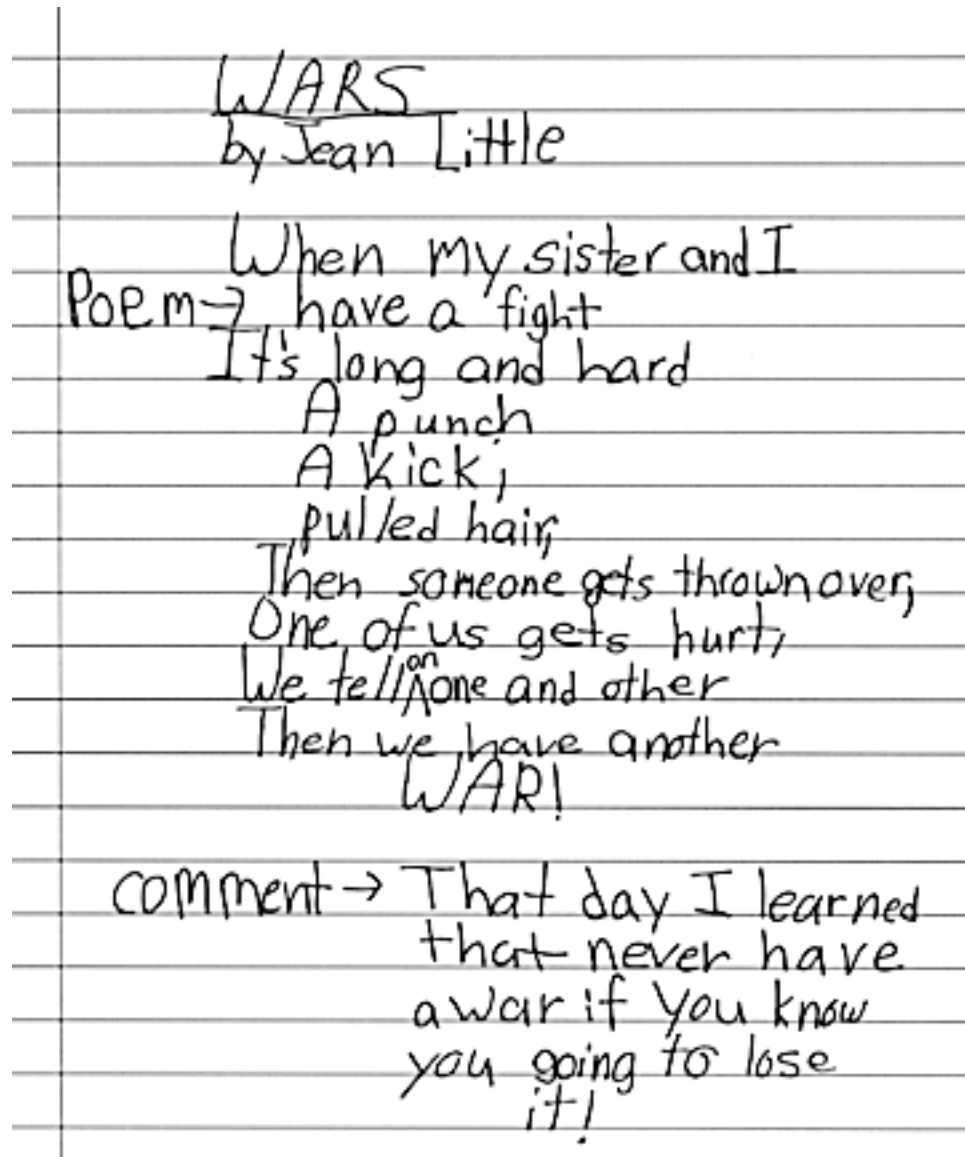 WARS
by Jean Little
When my sister and I
Poem → have a fight
It's long and hard
A punch
A kick,
pulled hair,
Then someone gets thrown over,
One of us gets hurt,
We tell an one and other
Then we have another
WAR!
comment → That day I learned
that never have
a war if you know
you going to lose
it!